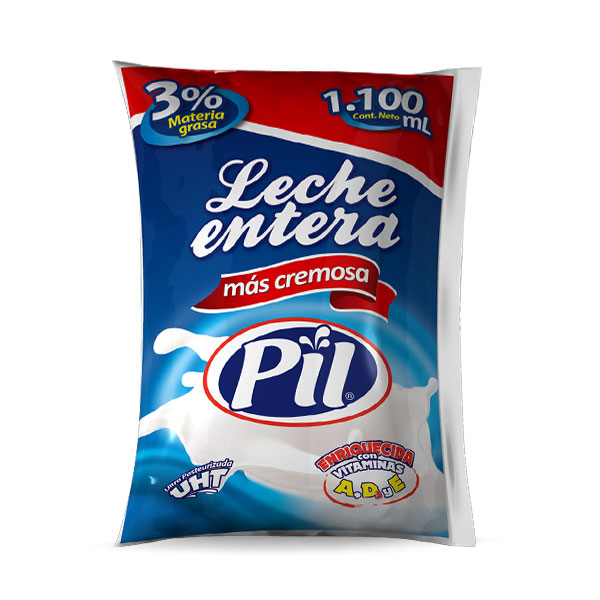 3%
Materia
grasa
1.100
Cont. Neto mL
Leche
entera
más cremosa
Pil®
Ultra Pasteurizada
UHT
ENRIQUECIDA
con
VITAMINAS
A, D3 y E